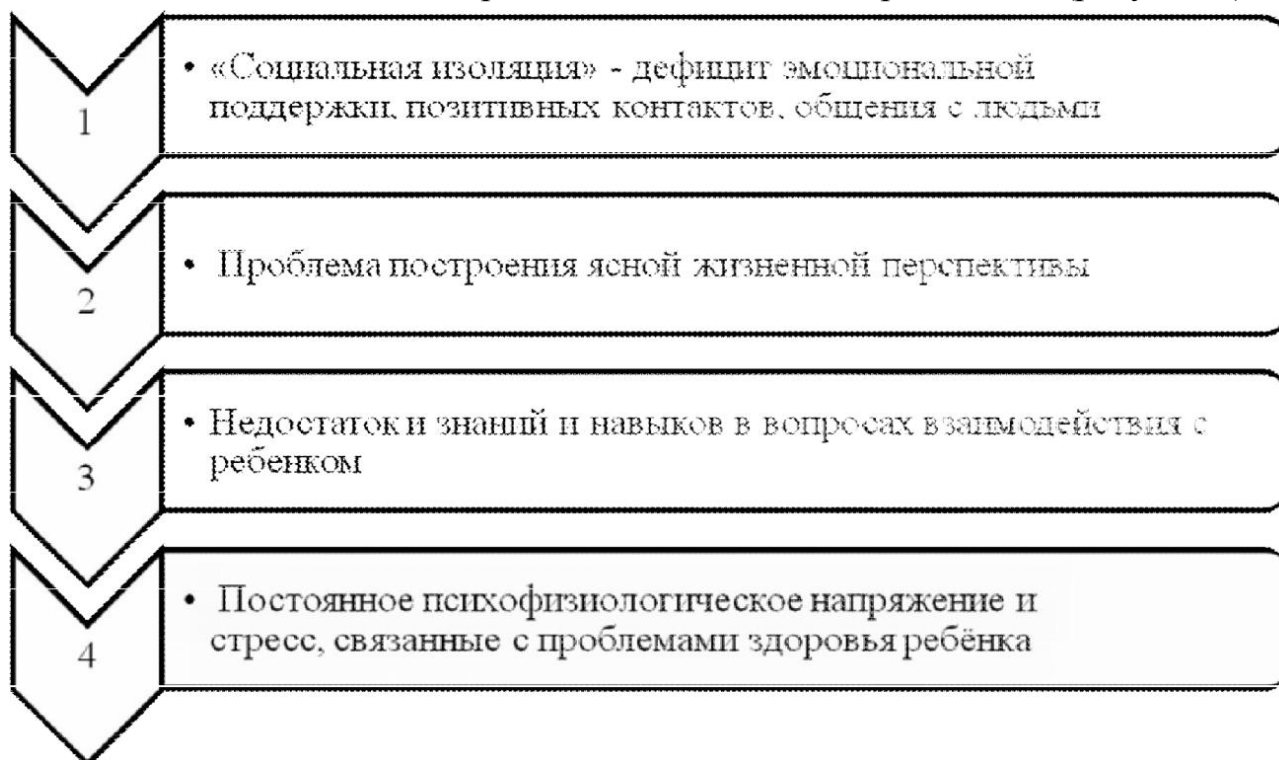 1
• «Социальная изоляция» - дефицит эмоциональной
поддержки, позитивных контактов, общения с людьми
2
• Проблема построения ясной жизненной перспективы
3
• Недостаток и знаний и навыков в вопросах взаимодействия с
ребенком
4
• Постоянное психофизиологическое напряжение и
стресс, связанные с проблемами здоровья ребёнка